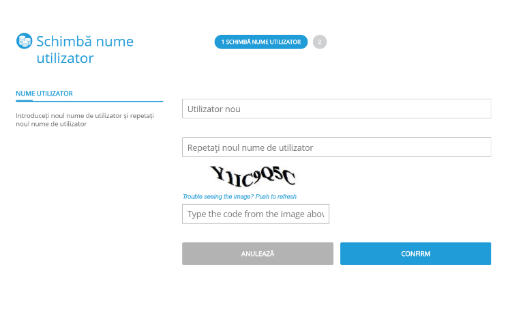 Schimbă nume
utilizator
1 SCHIMBĂ NUME UTILIZATOR
2
NUME UTILIZATOR
Introduceți noul nume de utilizator și repetați
noul nume de utilizator
Utilizator nou
Repetați noul nume de utilizator
Trouble seeing the image? Push to refresh
Type the code from the image abov
ANULEAZĂ
CONFIRM